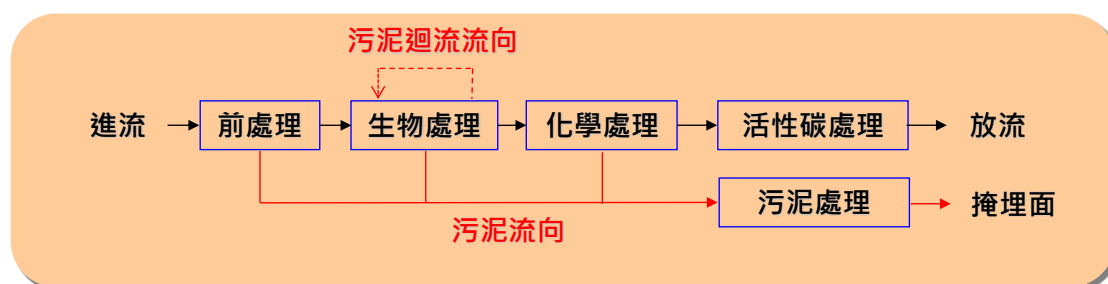 污泥迴流流向
進流
前處理
生物處理
化學處理
活性碳處理
放流
污泥處理
掩埋面
污泥流向